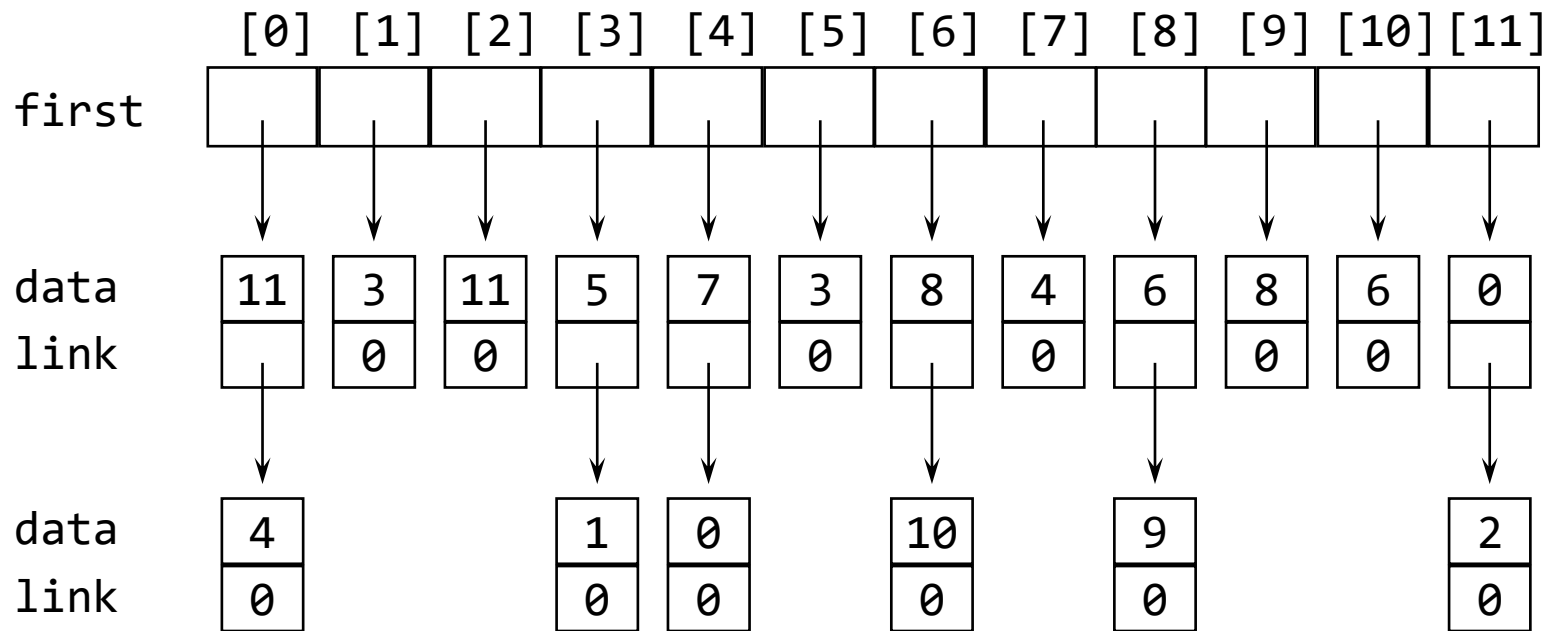 [0] [1] [2] [3] [4] [5] [6] [7] [8] [9] [10] [11]
first
data 11 3 11 5 7 3 8 4 6 8 6 0
link 0 0 0 0 0 0
data 4 1 0 10 9 2
link 0 0 0 0 0 0